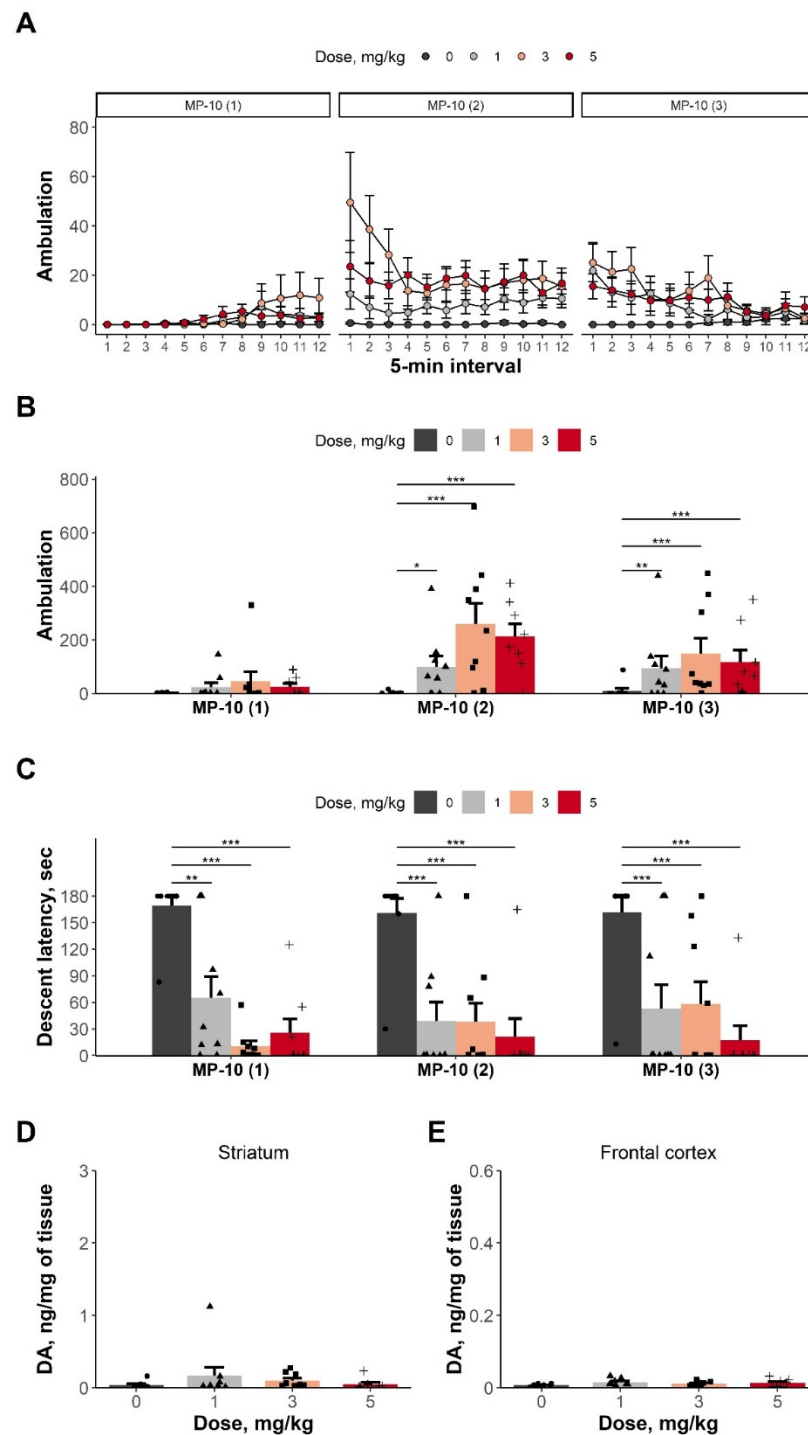 A
Dose, mg/kg 0 1 3 5
MP-10 (1) MP-10 (2) MP-10 (3)
80
60
40
20
0
Ambulation
1 2 3 4 5 6 7 8 9 10 11 12 1 2 3 4 5 6 7 8 9 10 11 12 1 2 3 4 5 6 7 8 9 10 11 12
5-min interval
B
Dose, mg/kg 0 1 3 5
800
600
400
200
0
Ambulation
***
***
*
***
***
**
MP-10 (1) MP-10 (2) MP-10 (3)
C
Dose, mg/kg 0 1 3 5
180
150
120
90
60
30
0
Descent latency, sec
***
***
**
***
***
***
***
***
***
MP-10 (1) MP-10 (2) MP-10 (3)
D
Striatum
3
2
1
0
DA, ng/mg of tissue
0 1 3 5
Dose, mg/kg
E
Frontal cortex
0.6
0.4
0.2
0.0
DA, ng/mg of tissue
0 1 3 5
Dose, mg/kg